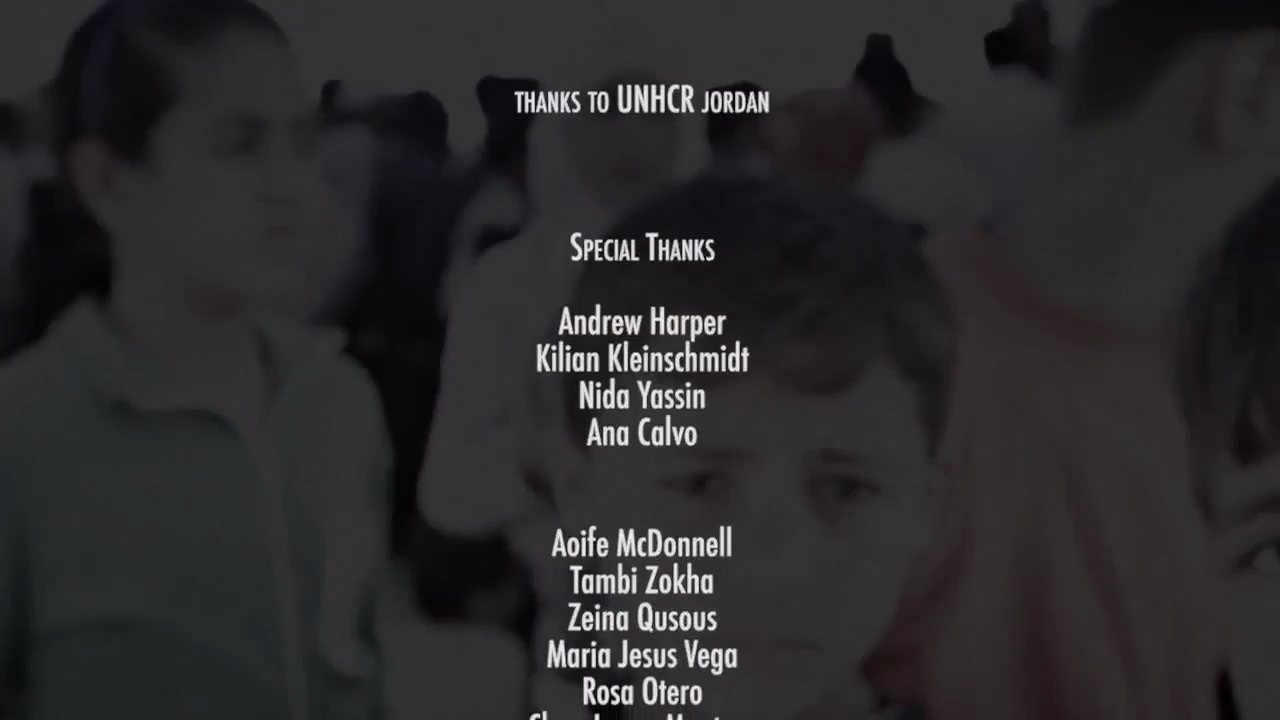 THANKS TO UNHCR JORDAN
SPECIAL THANKS
Andrew Harper
Kilian Kleinschmidt
Nida Yassin
Ana Calvo
Aoife McDonnell
Tambi Zokha
Zeina Qusous
Maria Jesus Vega
Rosa Otero